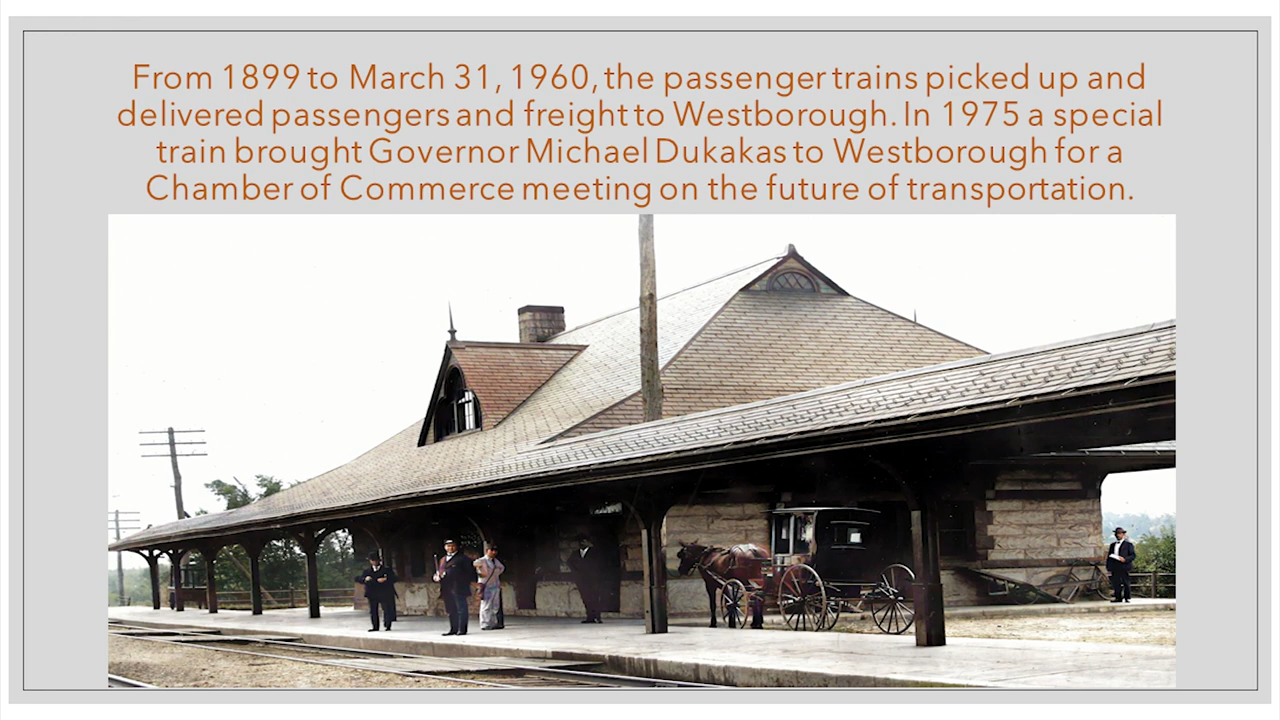 From 1899 to March 31, 1960, the passenger trains picked up and
delivered passengers and freight to Westborough. In 1975 a special
train brought Governor Michael Dukakas to Westborough for a
Chamber of Commerce meeting on the future of transportation.